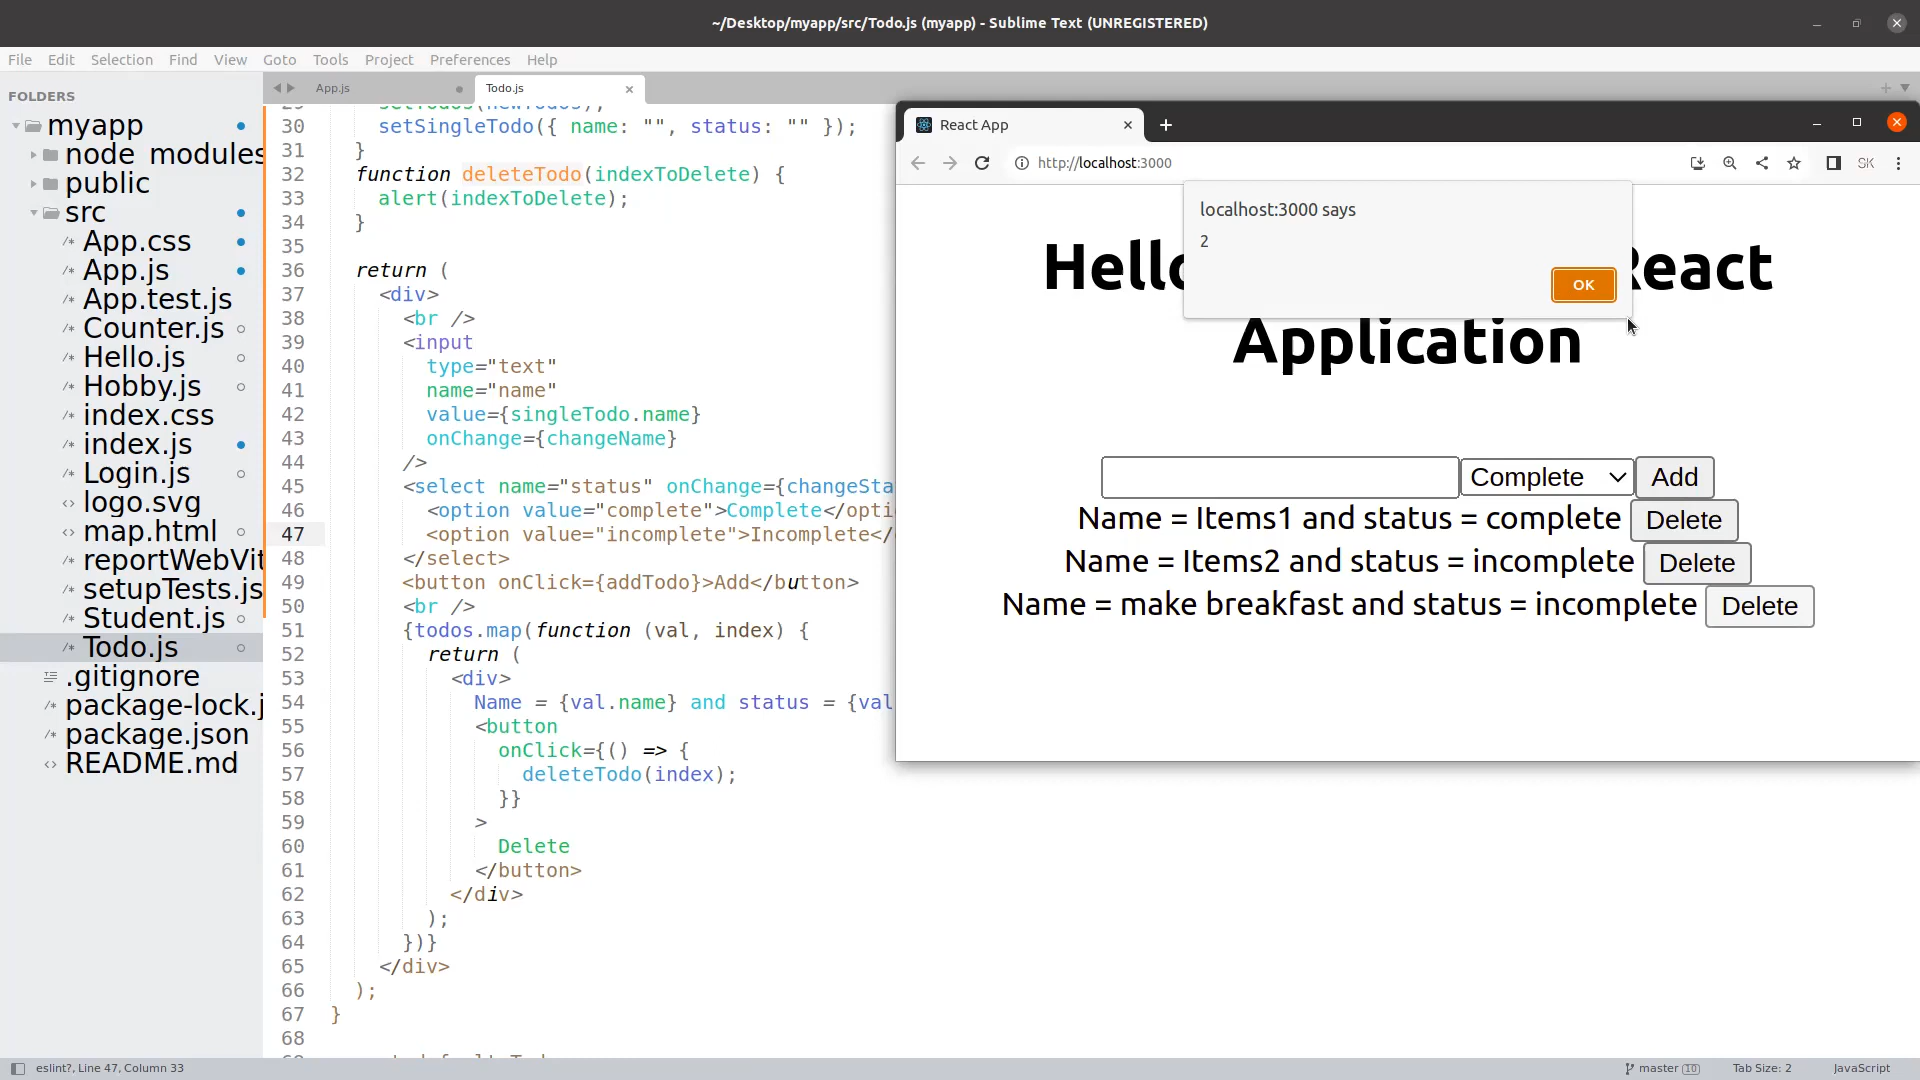 ~/Desktop/myapp/src/Todo.js (myapp) - Sublime Text (UNREGISTERED)
File Edit Selection Find View Goto Tools Project Preferences Help
FOLDERS
myapp
node_modules
public
src
App.css
App.js
App.test.js
Counter.js
Hello.js
Hobby.js
index.css
index.js
Login.js
logo.svg
map.html
reportWebVit
setupTests.js
Student.js
Todo.js
.gitignore
package-lock.j
package.json
README.md
App.js
Todo.js
29 setTodos(newTodos);
30 setSingleTodo({ name: "", status: "" });
31 }
32 function deleteTodo(indexToDelete) {
33 alert(indexToDelete);
34 }
35
36 return (
37 <div>
38 <br />
39 <input
40 type="text"
41 name="name"
42 value={singleTodo.name}
43 onChange={changeName}
44 />
45 <select name="status" onChange={changeSta
46 <option value="complete">Complete</opti
47 <option value="incomplete">Incomplete</
48 </select>
49 <button onClick={addTodo}>Add</button>
50 <br />
51 {todos.map(function (val, index) {
52 return (
53 <div>
54 Name = {val.name} and status = {val
55 <button
56 onClick={() => {
57 deleteTodo(index);
58 }}
59 >
60 Delete
61 </button>
62 </div>
63 );
64 })}
65 </div>
66 );
67 }
68
React App
http://localhost:3000
SK
localhost:3000 says
2
OK
Hello React
Application
Complete Add
Name = Items1 and status = complete Delete
Name = Items2 and status = incomplete Delete
Name = make breakfast and status = incomplete Delete
eslint?, Line 47, Column 33
master 10 Tab Size: 2 JavaScript